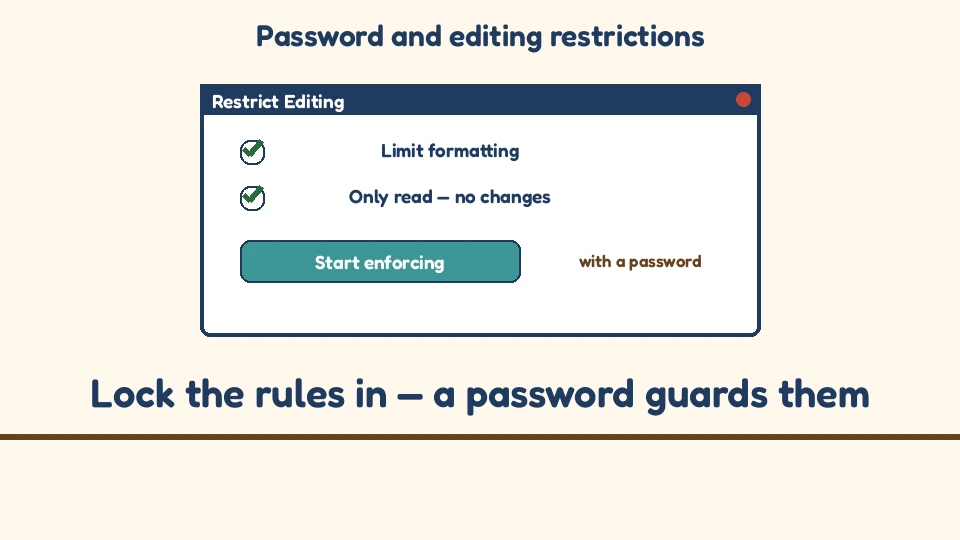 Password and editing restrictions
Restrict Editing
Limit formatting
Only read — no changes
Start enforcing
with a password
Lock the rules in — a password guards them